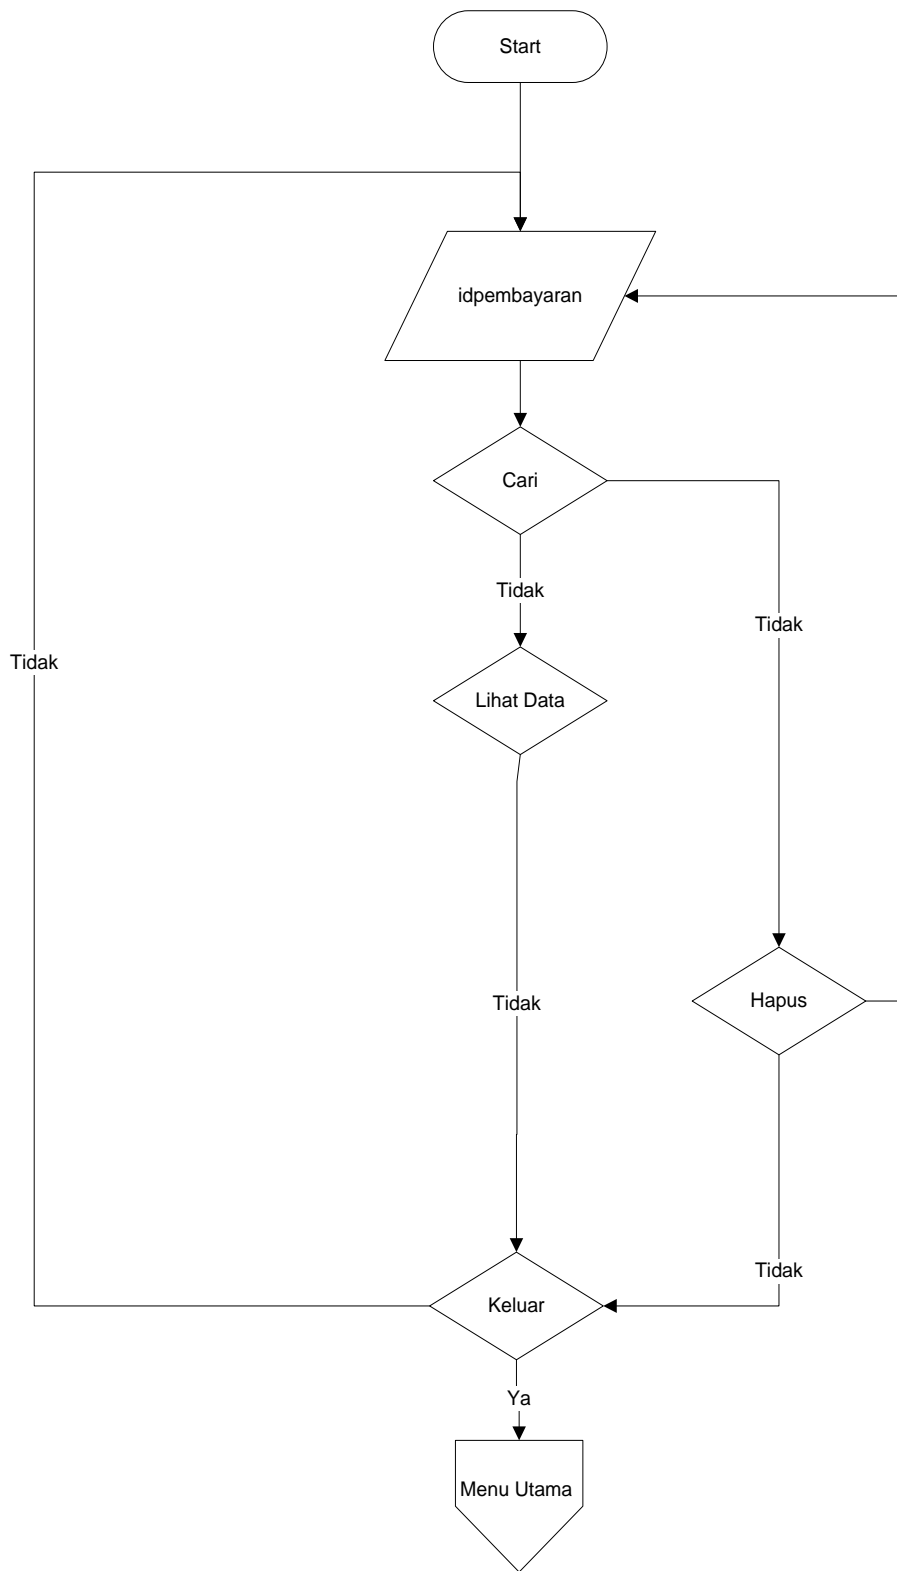 Start
idpembayaran
Cari
Tidak
Tidak
Tidak
Lihat Data
Tidak
Hapus
Tidak
Keluar
Ya
Menu Utama